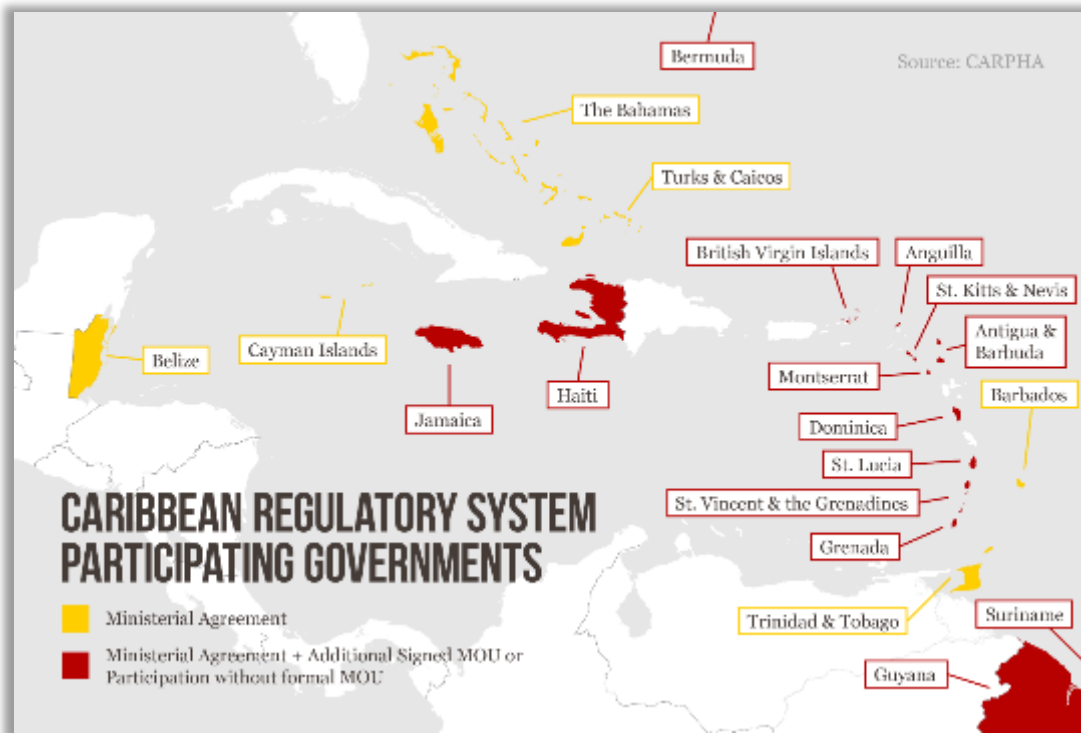 Bermuda
Source: CARPHA
The Bahamas
Turks & Caicos
British Virgin Islands
Anguilla
St. Kitts & Nevis
Antigua &
Barbuda
Belize
Cayman Islands
Jamaica
Haiti
Montserrat
Barbados
Dominica
St. Lucia
St. Vincent & the Grenadines
Grenada
CARIBBEAN REGULATORY SYSTEM
PARTICIPATING GOVERNMENTS
Ministerial Agreement
Ministerial Agreement + Additional Signed MOU or
Participation without formal MOU
Trinidad & Tobago
Suriname
Guyana